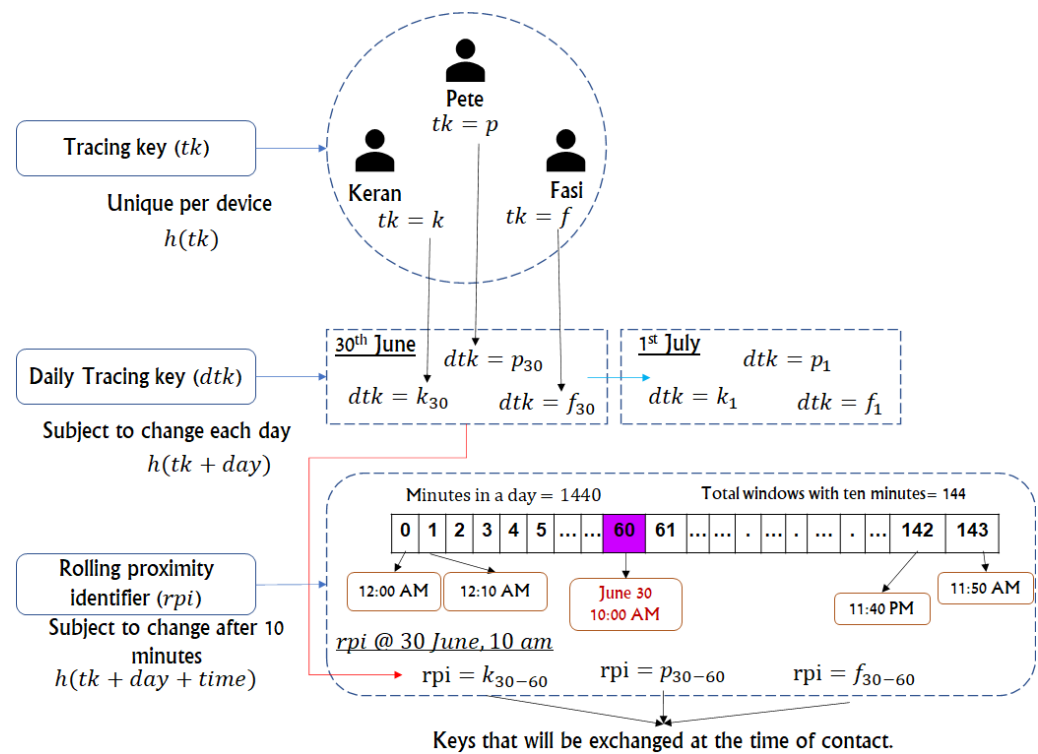 Pete
tk = p
Tracing key (tk)
Keran
Fasi
Unique per device
tk = k
tk = f
h(tk)
30th June
1st July
dtk = p30
dtk = p1
Daily Tracing key (dtk)
dtk = k30
dtk = f30
dtk = k1
dtk = f1
Subject to change each day
h(tk + day)
Minutes in a day = 1440
Total windows with ten minutes= 144
0 1 2 3 4 5 ... ... 60 61 ... ... . ... . ... . ... 142 143
Rolling proximity
identifier (rpi)
12:00 AM
12:10 AM
June 30
10:00 AM
11:40 PM
11:50 AM
Subject to change after 10
minutes
h(tk + day + time)
rpi @ 30 June, 10 am
rpi = k30−60
rpi = p30−60
rpi = f30−60
Keys that will be exchanged at the time of contact.